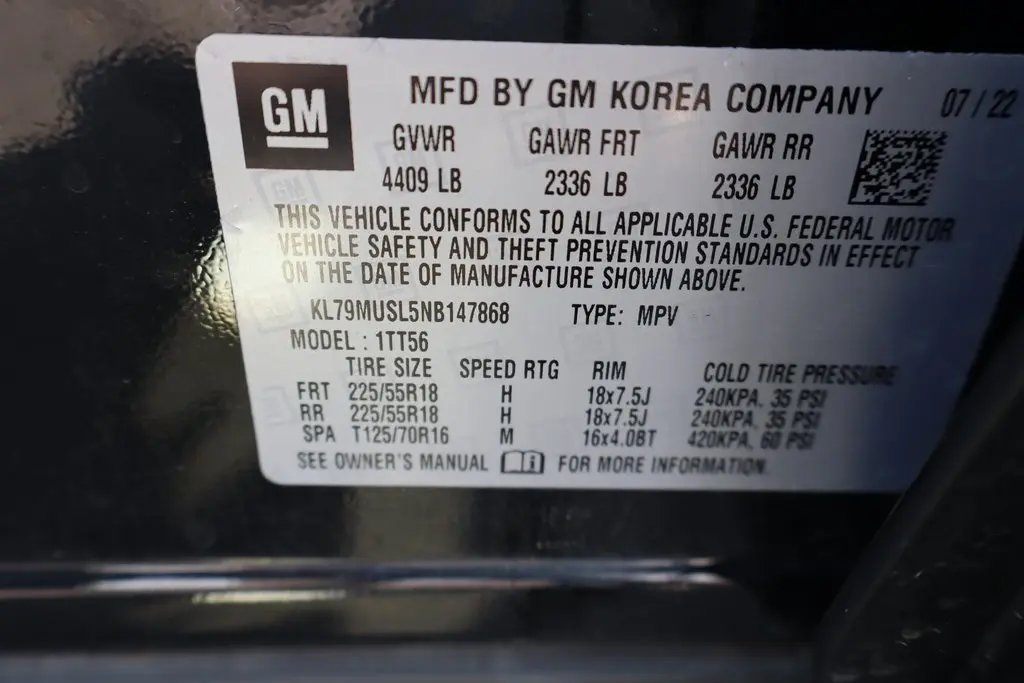 GM
MFD BY GM KOREA COMPANY 07/22
GVWR GAWR FRT GAWR RR
4409 LB 2336 LB 2336 LB
THIS VEHICLE CONFORMS TO ALL APPLICABLE U.S. FEDERAL MOTOR
VEHICLE SAFETY AND THEFT PREVENTION STANDARDS IN EFFECT
ON THE DATE OF MANUFACTURE SHOWN ABOVE.
KL79MUSL5NB147868 TYPE: MPV
MODEL : 1TT56
TIRE SIZE SPEED RTG RIM COLD TIRE PRESSURE
FRT 225/55R18 H 18x7.5J 240KPA, 35 PSI
RR 225/55R18 H 18x7.5J 240KPA, 35 PSI
SPA T125/70R16 M 16x4.0BT 420KPA, 60 PSI
SEE OWNER'S MANUAL FOR MORE INFORMATION.